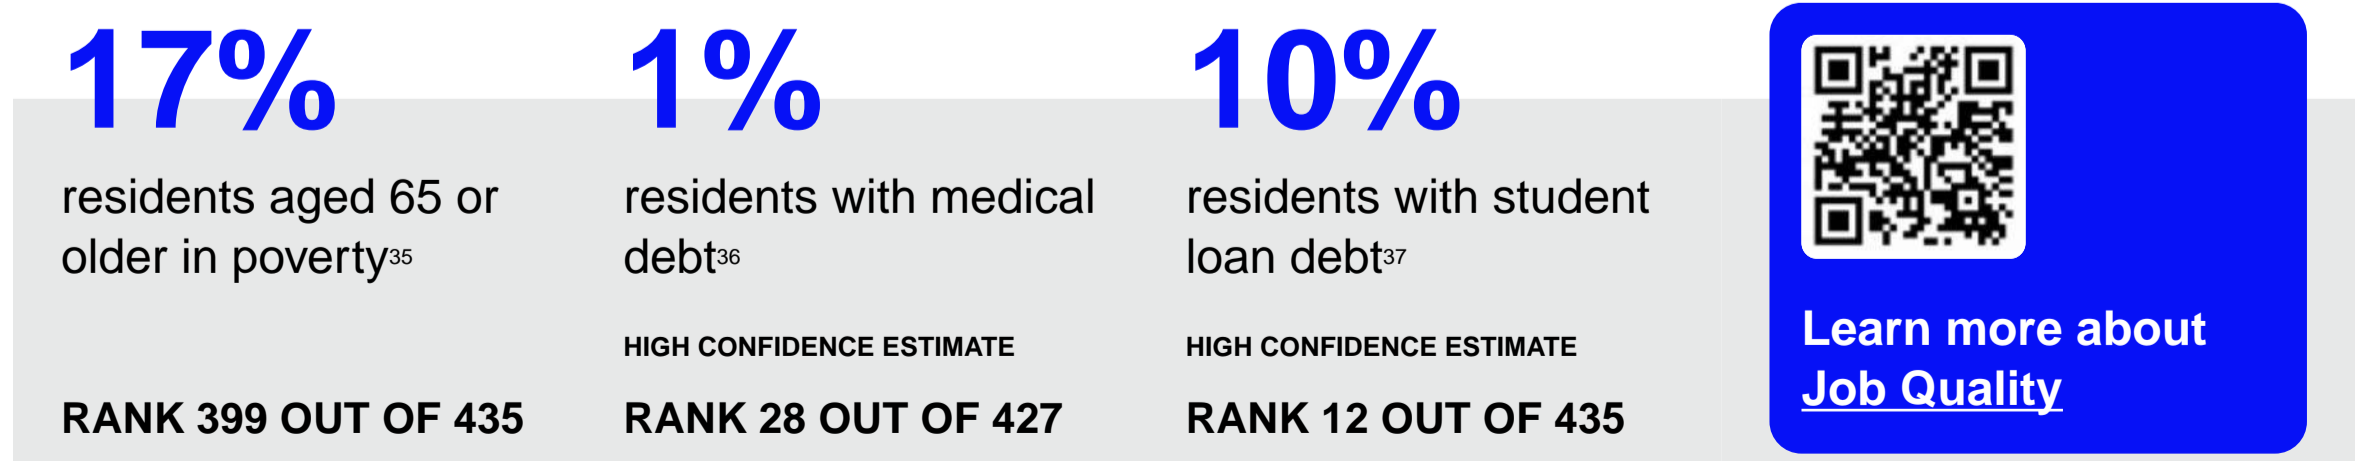 17%
residents aged 65 or
older in poverty35
RANK 399 OUT OF 435
1%
residents with medical
debt36
HIGH CONFIDENCE ESTIMATE
RANK 28 OUT OF 427
10%
residents with student
loan debt37
HIGH CONFIDENCE ESTIMATE
RANK 12 OUT OF 435
Learn more about
Job Quality